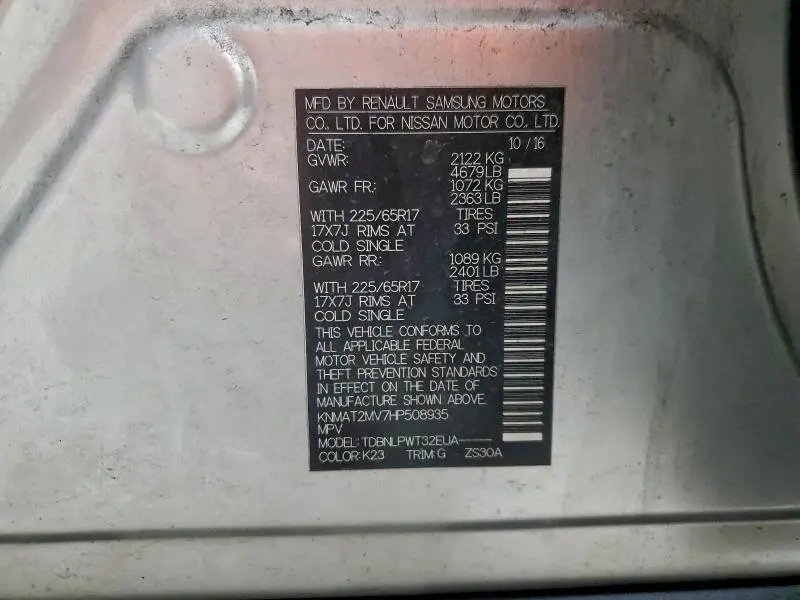 MFD BY RENAULT SAMSUNG MOTORS
CO., LTD. FOR NISSAN MOTOR CO., LTD.
DATE: 10 / 16
GVWR: 2122 KG
4679 LB
GAWR FR: 1072 KG
2363 LB
WITH 225/65R17 TIRES
17X7J RIMS AT 33 PSI
COLD SINGLE
GAWR RR: 1089 KG
2401 LB
WITH 225/65R17 TIRES
17X7J RIMS AT 33 PSI
COLD SINGLE
THIS VEHICLE CONFORMS TO
ALL APPLICABLE FEDERAL
MOTOR VEHICLE SAFETY AND
THEFT PREVENTION STANDARDS
IN EFFECT ON THE DATE OF
MANUFACTURE SHOWN ABOVE.
KNMAT2MV7HP508935
MPV
MODEL: TDBNLPWT32EUA-----
COLOR: K23 TRIM: G ZS30A